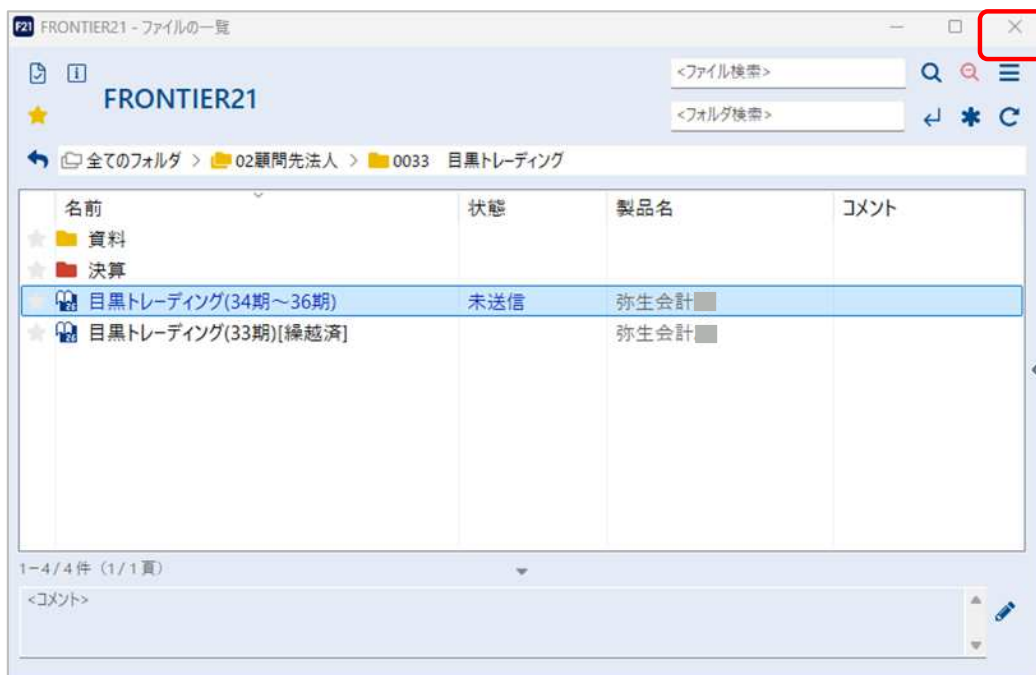 F21 FRONTIER21 - ファイルの一覧
<ファイル検索>
FRONTIER21
<フォルダ検索>
全てのフォルダ > 02顧問先法人 > 0033 目黒トレーディング
名前 状態 製品名 コメント
資料
決算
目黒トレーディング(34期～36期) 未送信 弥生会計
目黒トレーディング(33期)[繰越済] 弥生会計
1-4/4件 (1/1頁)
<コメント>